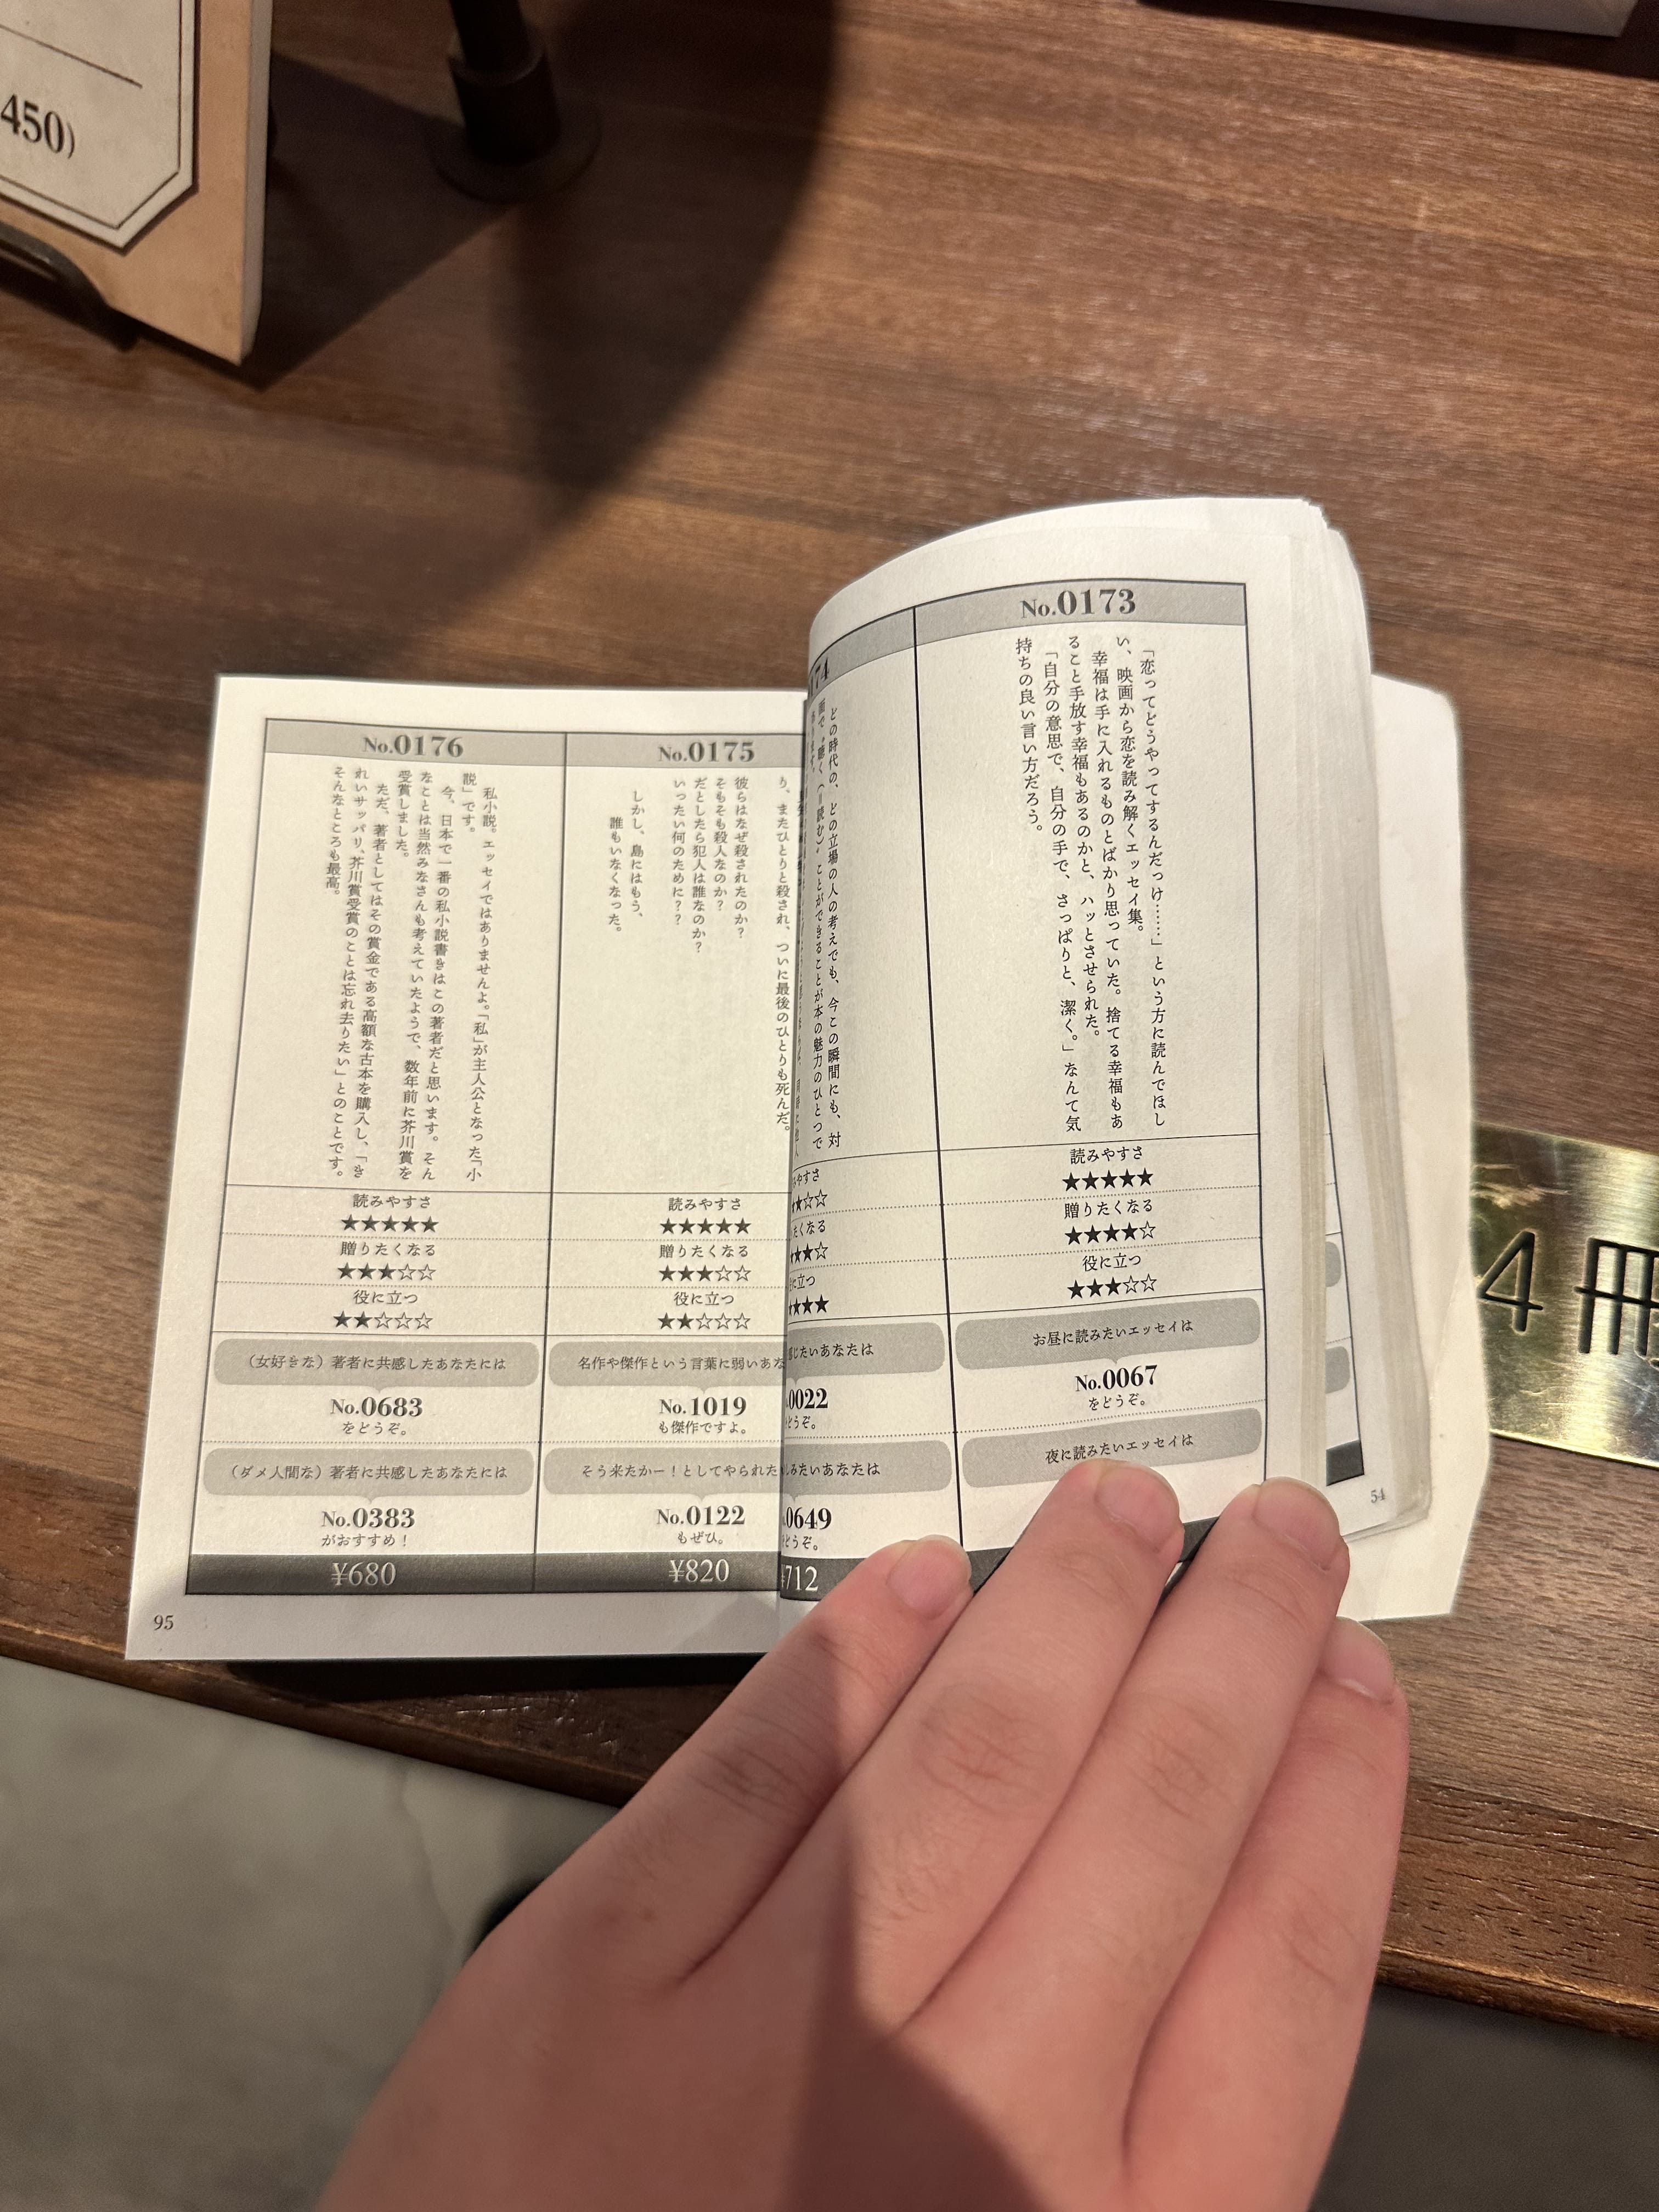 450)
No.0173
「恋ってどうやってするんだっけ……」という方に読んでほし
い、映画から恋を読み解くエッセイ集。
幸福は手に入れるものとばかり思っていた。捨てる幸福もあ
ること手放す幸福もあるのかと、ハッとさせられた。
「自分の意思で、自分の手で、さっぱりと、潔く。」なんて気
持ちの良い言い方だろう。
読みやすさ
★★★★★
贈りたくなる
★★★★☆
役に立つ
★★★☆☆
お昼に読みたいエッセイは
No.0067
をどうぞ。
夜に読みたいエッセイは
74
どの時代の、どの立場の人の考えでも、今この瞬間にも、対
面で“聴く（＝読む）”ことができることが本の魅力のひとつで
みやすさ
★☆☆
たくなる
★★☆
に立つ
★★★★
感じたいあなたは
.0022
どうぞ。
しみたいあなたは
.0649
どうぞ。
¥712
No.0175
り、またひとりと殺され、ついに最後のひとりも死んだ。
彼らはなぜ殺されたのか？
そもそも殺人なのか？
だとしたら犯人は誰なのか？
いったい何のために？？
しかし、島にはもう、
誰もいなくなった。
読みやすさ
★★★★★
贈りたくなる
★★★☆☆
役に立つ
★★☆☆☆
名作や傑作という言葉に弱いあな
No.1019
も傑作ですよ。
そう来たかー！としてやられた
No.0122
もぜひ。
¥820
No.0176
私小説。エッセイではありませんよ。「私」が主人公となった「小
説」です。
今、日本で一番の私小説書きはこの著者だと思います。そん
なことは当然みなさんも考えていたようで、数年前に芥川賞を
受賞しました。
ただ、著者としてはその賞金である高額な古本を購入し、「き
れいサッパリ、芥川賞受賞のことは忘れ去りたい」とのことです。
そんなところも最高。
読みやすさ
★★★★★
贈りたくなる
★★★☆☆
役に立つ
★★☆☆☆
（女好きな）著者に共感したあなたには
No.0683
をどうぞ。
（ダメ人間な）著者に共感したあなたには
No.0383
がおすすめ！
¥680
95
54
4冊